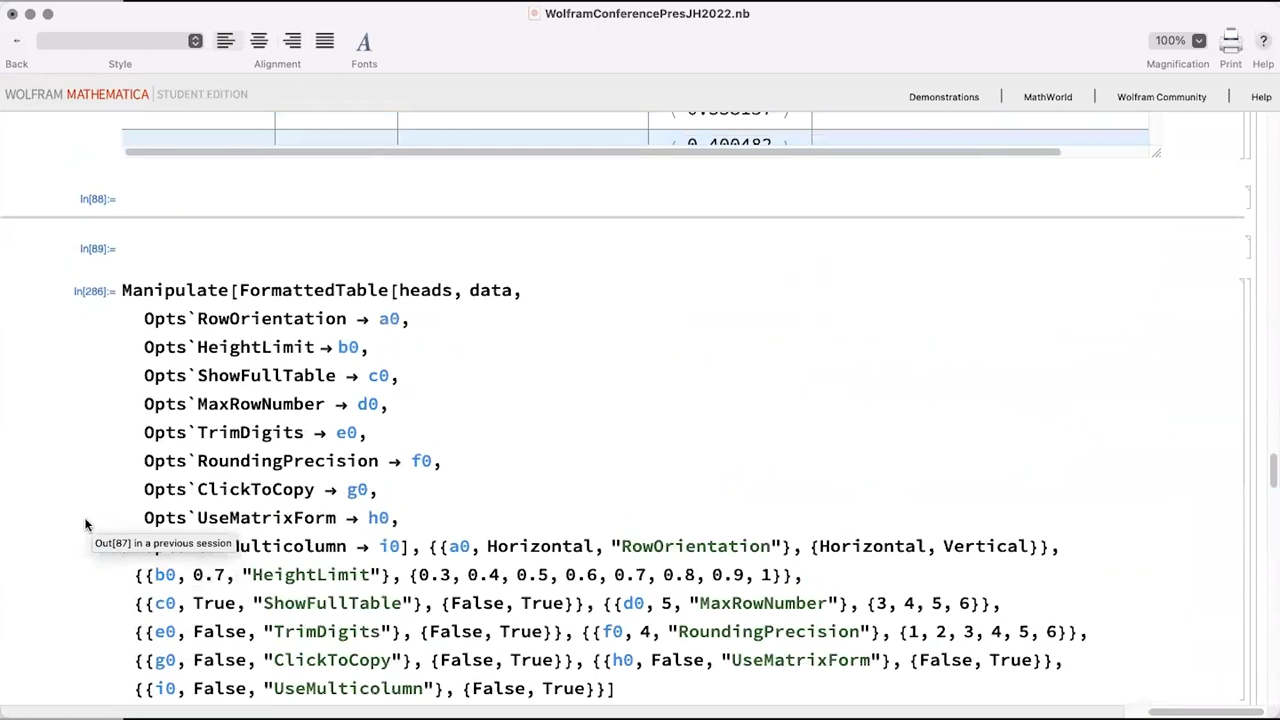 WolframConferencePresJH2022.nb
100%
Back
Style
Alignment
Fonts
Magnification
Print
Help
WOLFRAM MATHEMATICA | STUDENT EDITION
Demonstrations | MathWorld | Wolfram Community | Help
( 0.400482 )
In[88]:=
In[89]:=
In[286]:= Manipulate[FormattedTable[heads, data,
Opts`RowOrientation → a0,
Opts`HeightLimit → b0,
Opts`ShowFullTable → c0,
Opts`MaxRowNumber → d0,
Opts`TrimDigits → e0,
Opts`RoundingPrecision → f0,
Opts`ClickToCopy → g0,
Opts`UseMatrixForm → h0,
Out[87] in a previous session
ulticolumn → i0], {{a0, Horizontal, "RowOrientation"}, {Horizontal, Vertical}},
{{b0, 0.7, "HeightLimit"}, {0.3, 0.4, 0.5, 0.6, 0.7, 0.8, 0.9, 1}},
{{c0, True, "ShowFullTable"}, {False, True}}, {{d0, 5, "MaxRowNumber"}, {3, 4, 5, 6}},
{{e0, False, "TrimDigits"}, {False, True}}, {{f0, 4, "RoundingPrecision"}, {1, 2, 3, 4, 5, 6}},
{{g0, False, "ClickToCopy"}, {False, True}}, {{h0, False, "UseMatrixForm"}, {False, True}},
{{i0, False, "UseMulticolumn"}, {False, True}}]